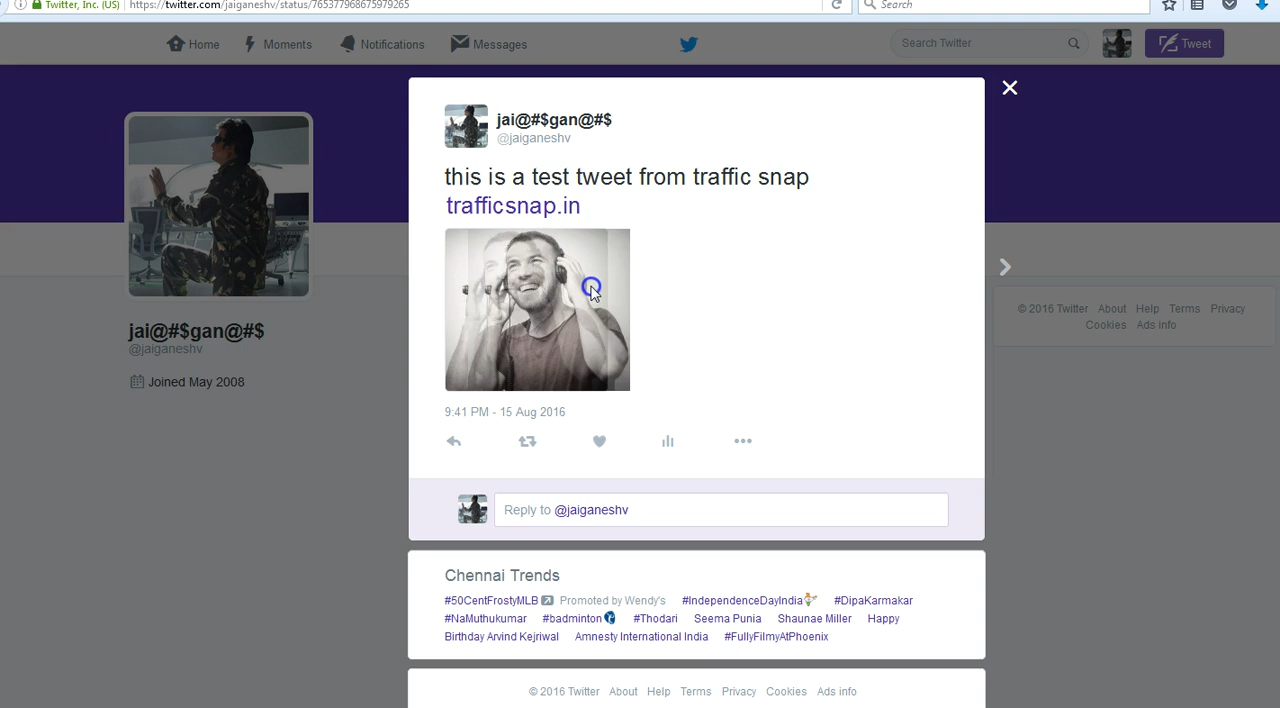 Twitter, Inc. (US)
https://twitter.com/jaiganeshv/status/765377968675979265
Search
Home
Moments
Notifications
Messages
Search Twitter
Tweet
jai@#$gan@#$
@jaiganeshv
Joined May 2008
jai@#$gan@#$
@jaiganeshv
this is a test tweet from traffic snap
trafficsnap.in
9:41 PM - 15 Aug 2016
Reply to @jaiganeshv
Chennai Trends
#50CentFrostyMLB Promoted by Wendy's #IndependenceDayIndia #DipaKarmakar
#NaMuthukumar #badminton #Thodari Seema Punia Shaunae Miller Happy
Birthday Arvind Kejriwal Amnesty International India #FullyFilmyAtPhoenix
© 2016 Twitter About Help Terms Privacy Cookies Ads info
© 2016 Twitter About Help Terms Privacy
Cookies Ads info